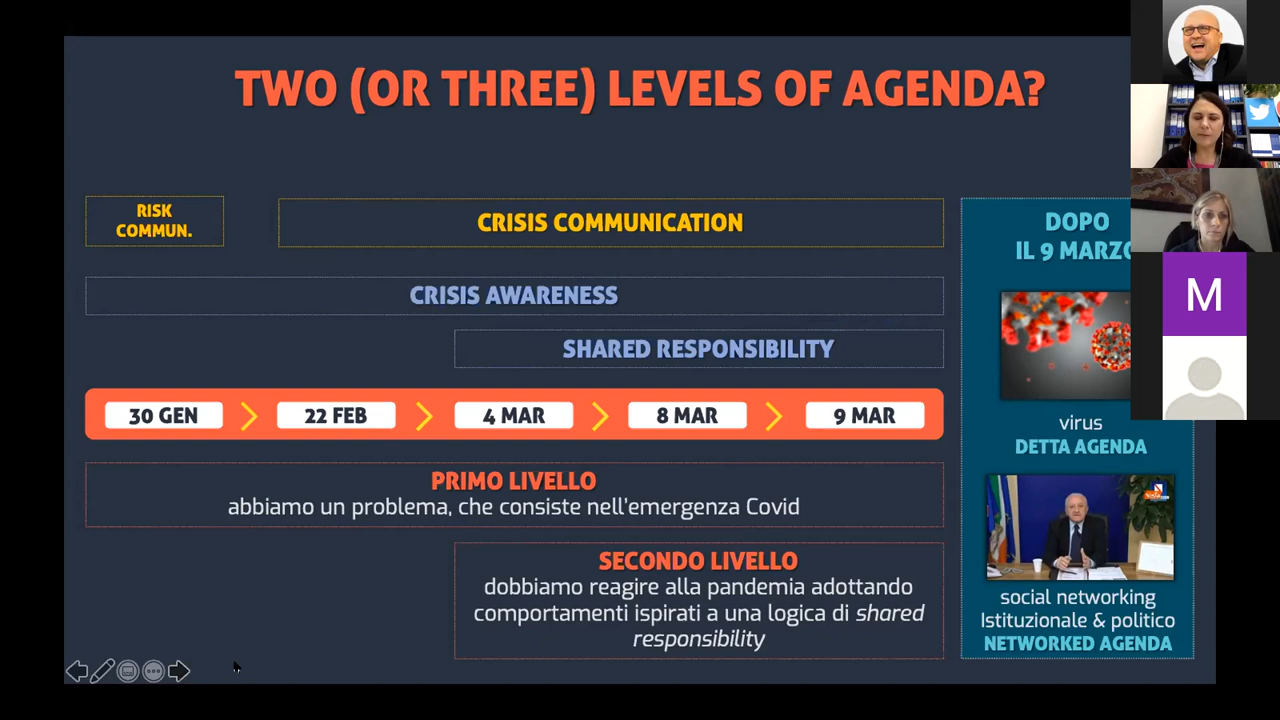 TWO (OR THREE) LEVELS OF AGENDA?
RISK
COMMUN.
CRISIS COMMUNICATION
CRISIS AWARENESS
SHARED RESPONSIBILITY
30 GEN
22 FEB
4 MAR
8 MAR
9 MAR
PRIMO LIVELLO
abbiamo un problema, che consiste nell'emergenza Covid
SECONDO LIVELLO
dobbiamo reagire alla pandemia adottando
comportamenti ispirati a una logica di shared
responsibility
DOPO
IL 9 MARZO
virus
DETTA AGENDA
social networking
Istituzionale & politico
NETWORKED AGENDA
M